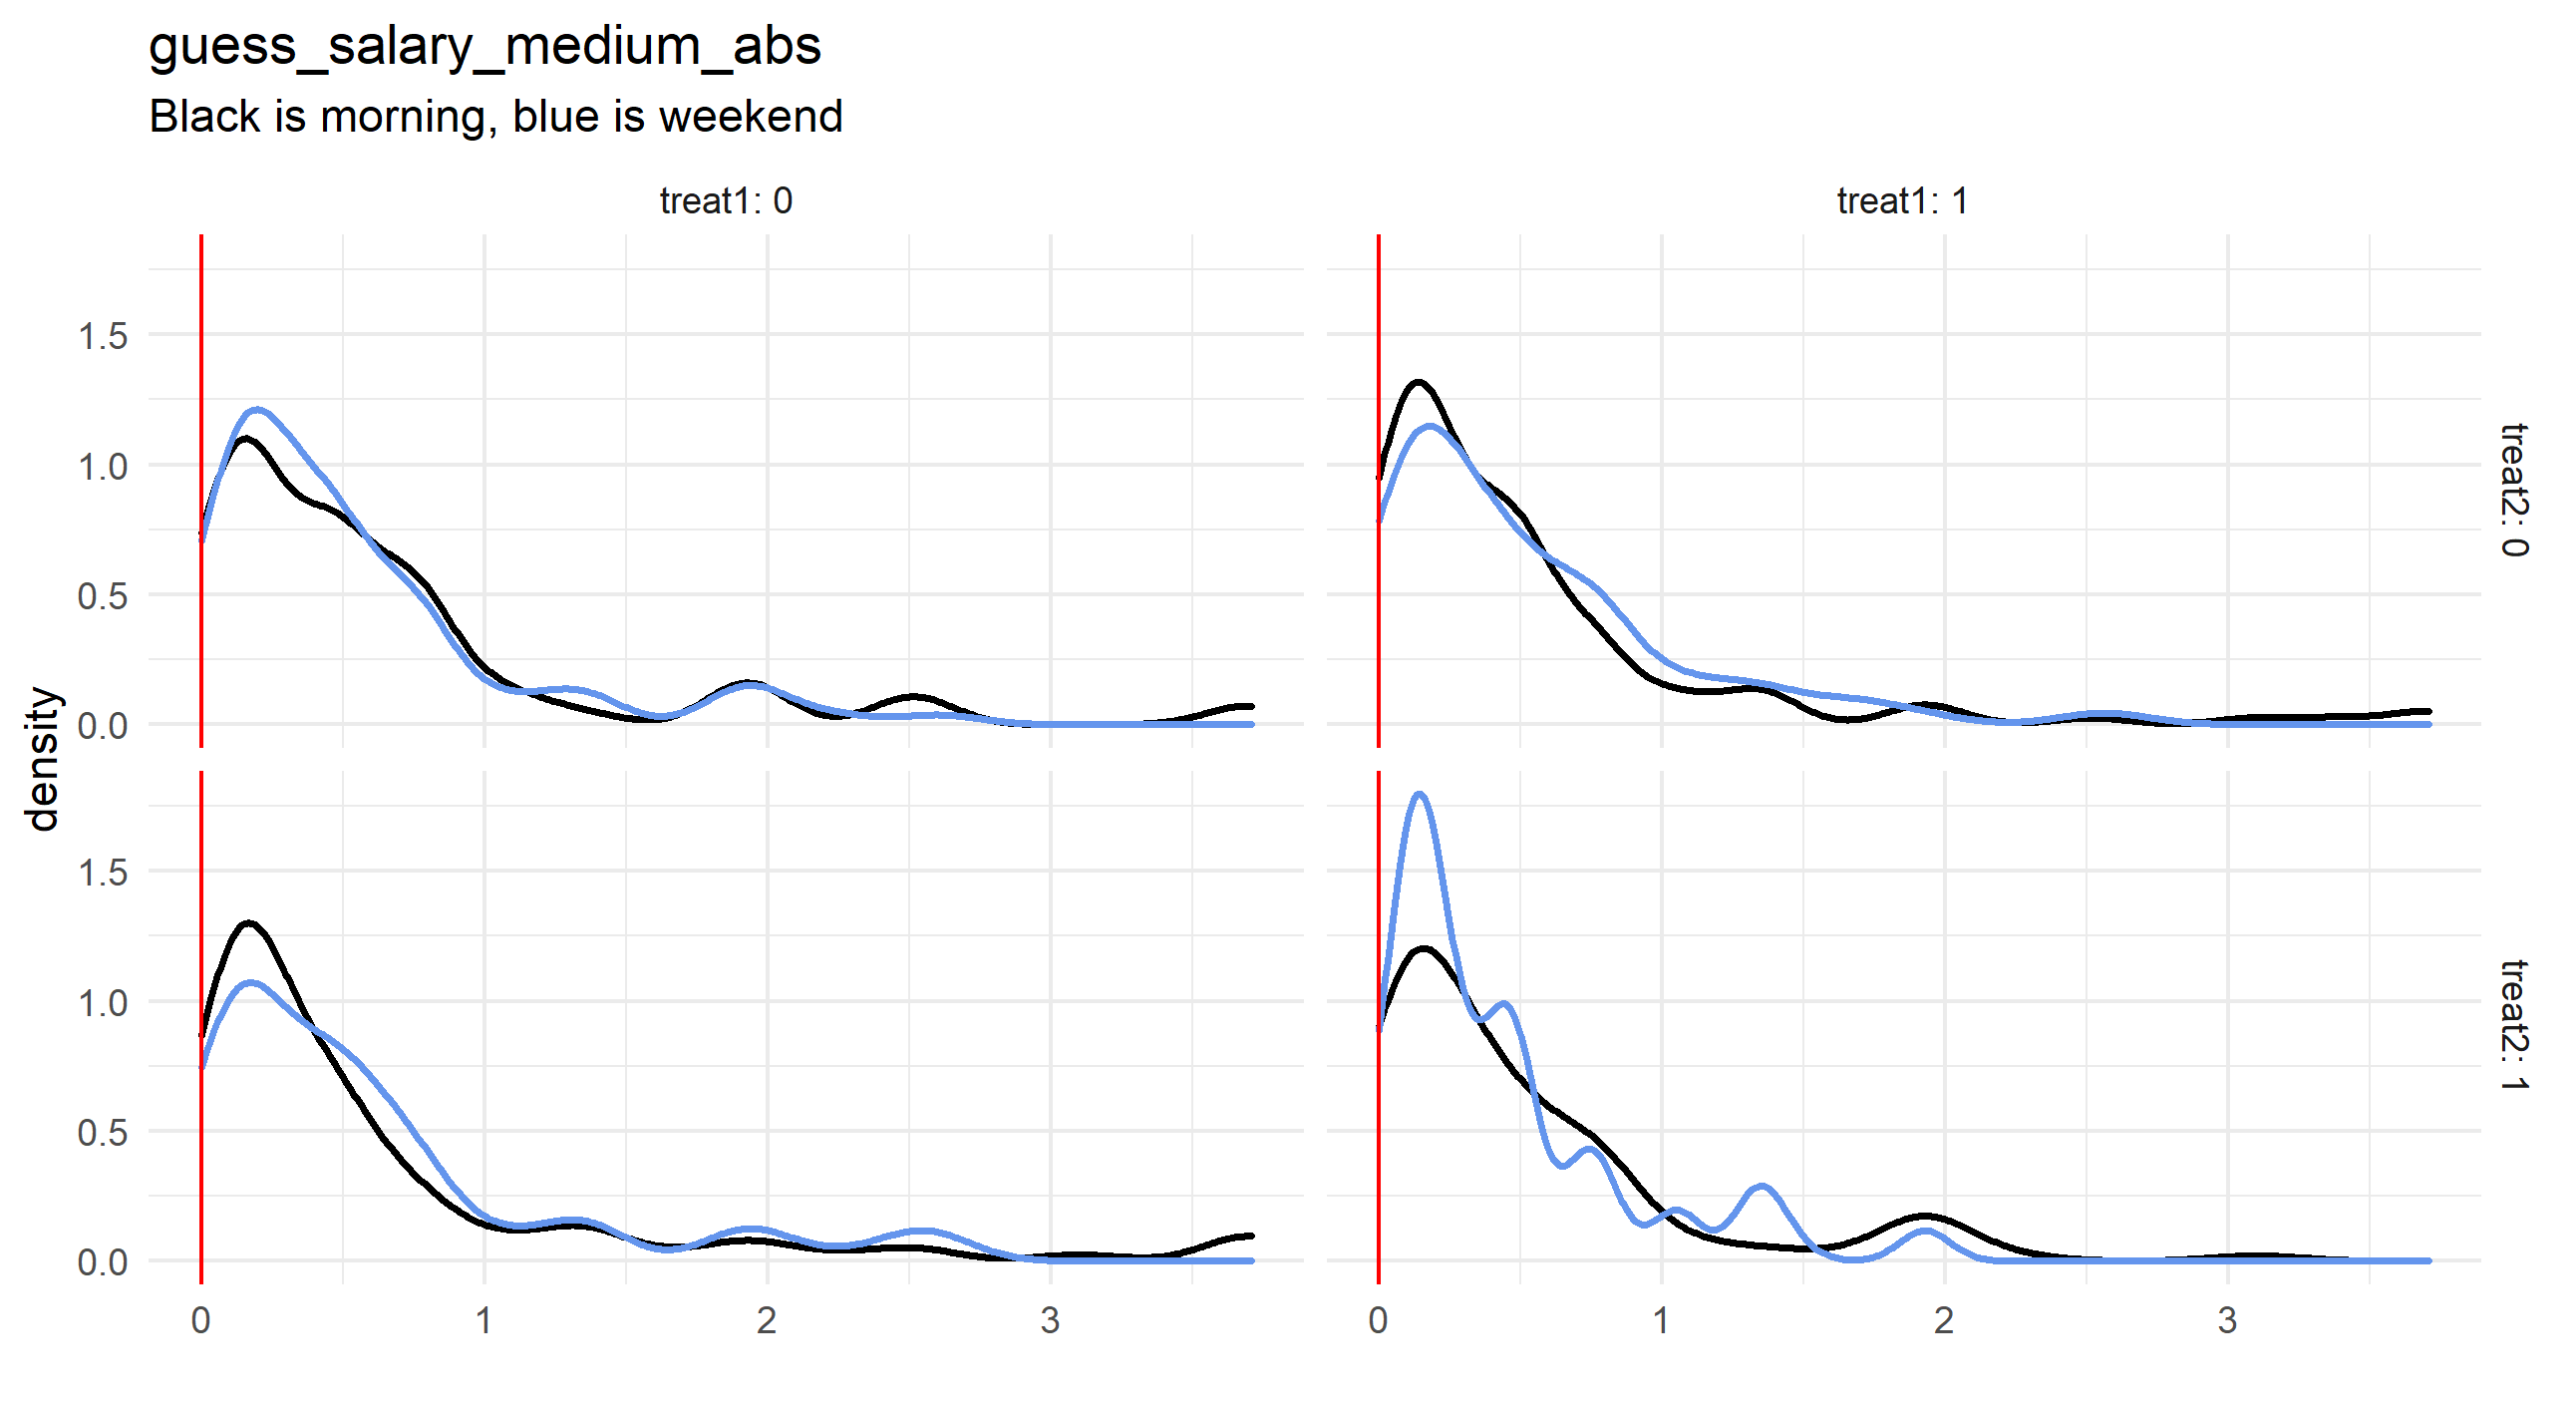 guess_salary_medium_abs
Black is morning, blue is weekend
treat1: 0
treat1: 1
1.5
1.0
0.5
0.0
treat2: 0
density
1.5
1.0
0.5
0.0
treat2: 1
0 1 2 3
0 1 2 3